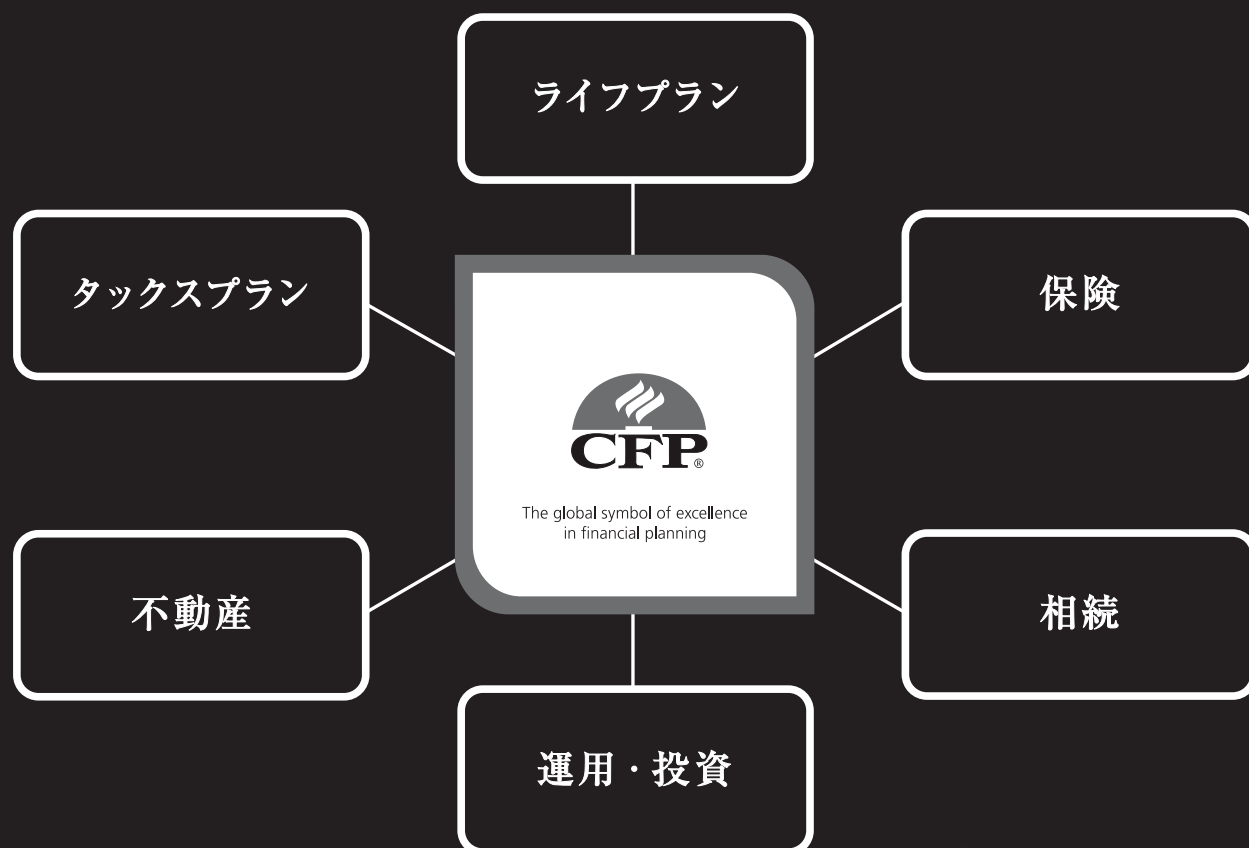 ライフプラン
タックスプラン
保険
CFP®
The global symbol of excellence
in financial planning
不動産
相続
運用・投資